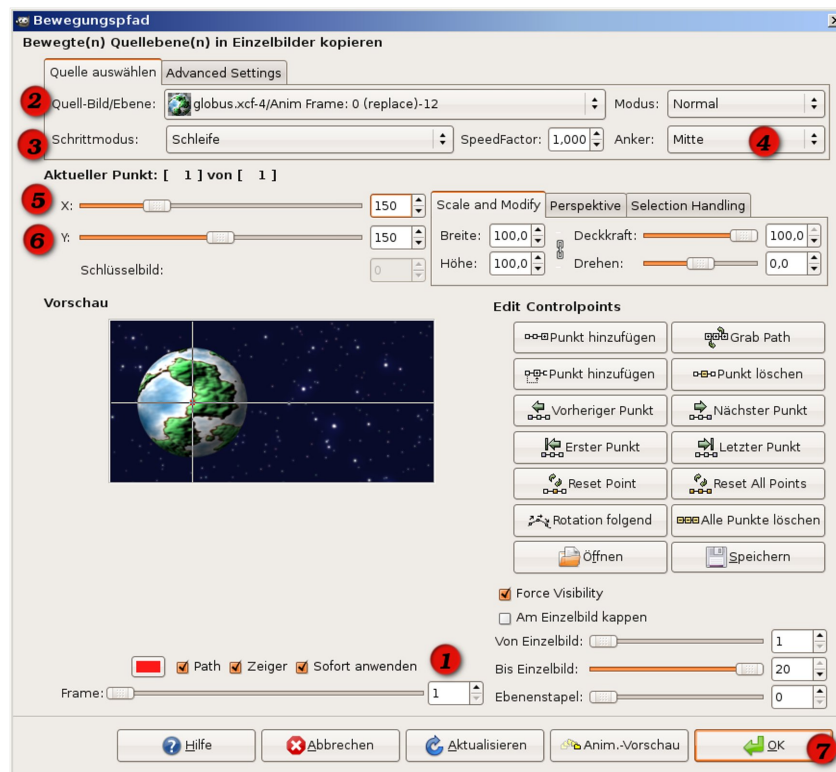 Bewegungspfad
Bewegte(n) Quellebene(n) in Einzelbilder kopieren
Quelle auswählen Advanced Settings
2 Quell-Bild/Ebene: globus.xcf-4/Anim Frame: 0 (replace)-12 Modus: Normal
3 Schrittmodus: Schleife SpeedFactor: 1,000 Anker: Mitte 4
Aktueller Punkt: [ 1 ] von [ 1 ]
5 X: 150 Scale and Modify Perspektive Selection Handling
6 Y: 150 Breite: 100,0 Deckkraft: 100,0
Schlüsselbild: 0 Höhe: 100,0 Drehen: 0,0
Vorschau Edit Controlpoints
Punkt hinzufügen Grab Path
Punkt hinzufügen Punkt löschen
Vorheriger Punkt Nächster Punkt
Erster Punkt Letzter Punkt
Reset Point Reset All Points
Rotation folgend Alle Punkte löschen
Öffnen Speichern
Force Visibility
Am Einzelbild kappen
Von Einzelbild: 1
Path Zeiger Sofort anwenden 1 Bis Einzelbild: 20
Frame: 1 Ebenenstapel: 0
Hilfe Abbrechen Aktualisieren Anim.-Vorschau OK 7